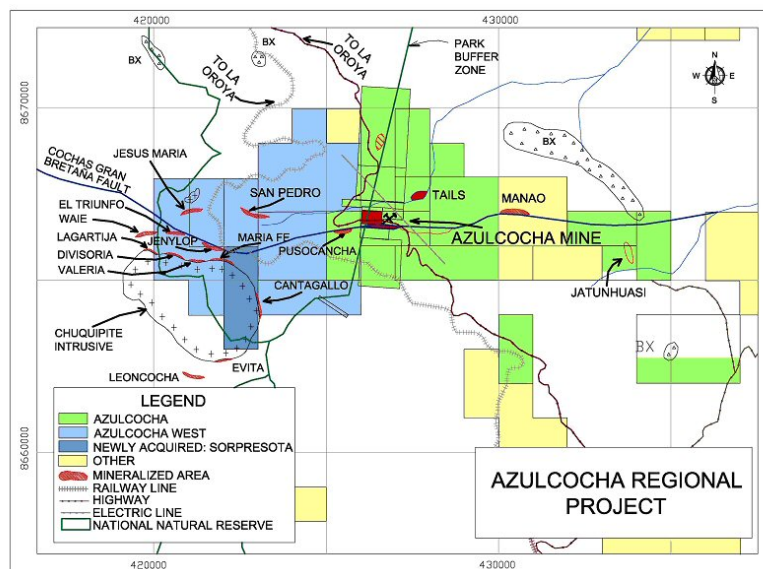 420000
430000
BX
BX
TO LA
OROYA
TO LA
OROYA
PARK
BUFFER
ZONE
N
W
E
S
8670000
BX
JESUS MARIA
COCHAS GRAN
BRETAÑA FAULT
SAN PEDRO
TAILS
MANAO
EL TRIUNFO
WAIE
LAGARTIJA
JENYLOP
MARIA FE
DIVISORIA
VALERIA
PUSOCANCHA
AZULCOCHA MINE
CANTAGALLO
JATUNHUASI
CHUQUIPITE
INTRUSIVE
BX
EVITA
LEONCOCHA
LEGEND
AZULCOCHA
AZULCOCHA WEST
NEWLY ACQUIRED: SORPRESOTA
OTHER
MINERALIZED AREA
RAILWAY LINE
HIGHWAY
ELECTRIC LINE
NATIONAL NATURAL RESERVE
8660000
AZULCOCHA REGIONAL
PROJECT
420000
430000